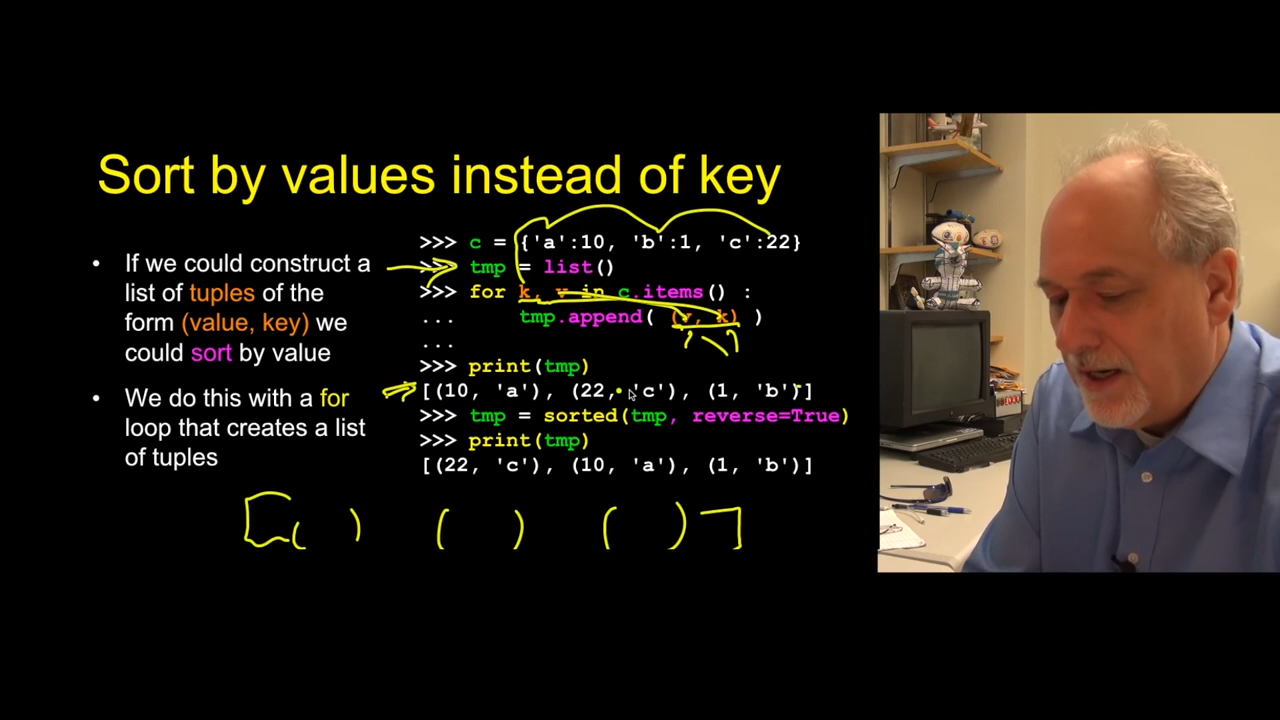 Sort by values instead of key
• If we could construct a
list of tuples of the
form (value, key) we
could sort by value
• We do this with a for
loop that creates a list
of tuples
>>> c = {'a':10, 'b':1, 'c':22}
>>> tmp = list()
>>> for k, v in c.items() :
...     tmp.append( (v, k) )
...
>>> print(tmp)
[(10, 'a'), (22, 'c'), (1, 'b')]
>>> tmp = sorted(tmp, reverse=True)
>>> print(tmp)
[(22, 'c'), (10, 'a'), (1, 'b')]
[( ) ( ) ( )]